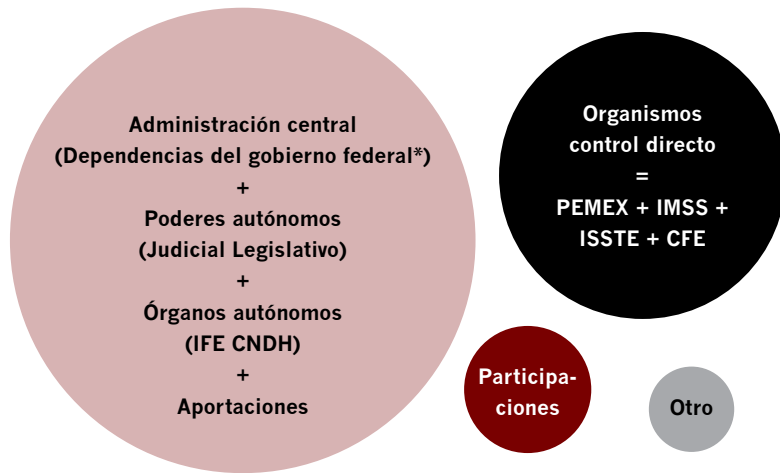 Administración central
(Dependencias del gobierno federal*)
+
Poderes autónomos
(Judicial Legislativo)
+
Órganos autónomos
(IFE CNDH)
+
Aportaciones
Organismos
control directo
=
PEMEX + IMSS +
ISSTE + CFE
Participa-
ciones
Otro